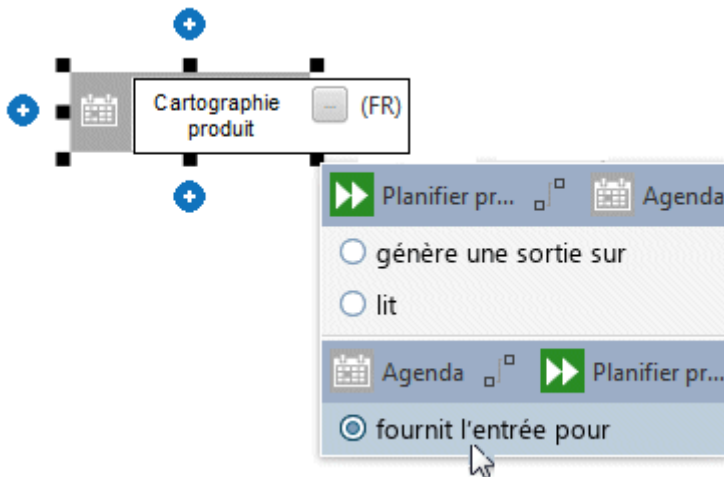 Cartographie
produit
(FR)
Planifier pr... Agenda
génère une sortie sur
lit
Agenda Planifier pr...
fournit l'entrée pour